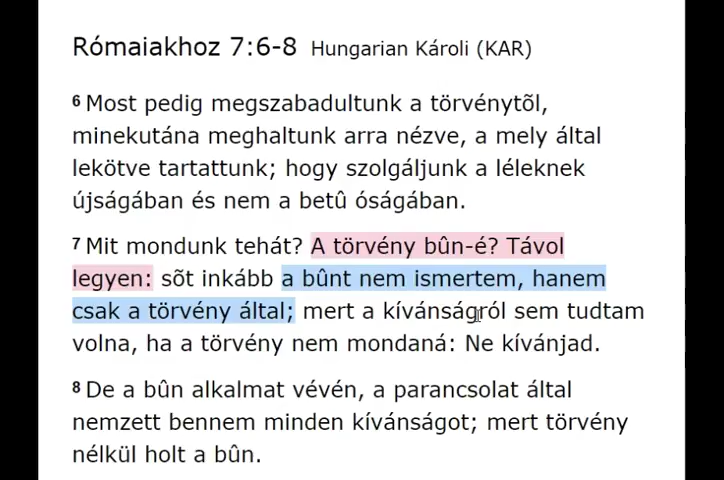 Rómaiakhoz 7:6-8 Hungarian Károli (KAR)
6 Most pedig megszabadultunk a törvénytõl,
minekutána meghaltunk arra nézve, a mely által
lekötve tartattunk; hogy szolgáljunk a léleknek
újságában és nem a betû óságában.
7 Mit mondunk tehát? A törvény bûn-é? Távol
legyen: sõt inkább a bûnt nem ismertem, hanem
csak a törvény által; mert a kívánságról sem tudtam
volna, ha a törvény nem mondaná: Ne kívánjad.
8 De a bûn alkalmat vévén, a parancsolat által
nemzett bennem minden kívánságot; mert törvény
nélkül holt a bûn.